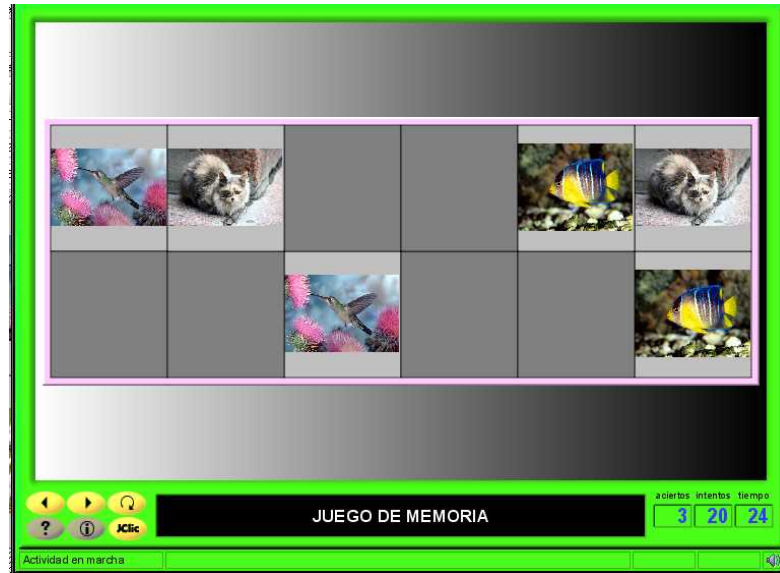 JClic
JUEGO DE MEMORIA
aciertos intentos tiempo
3 20 24
Actividad en marcha